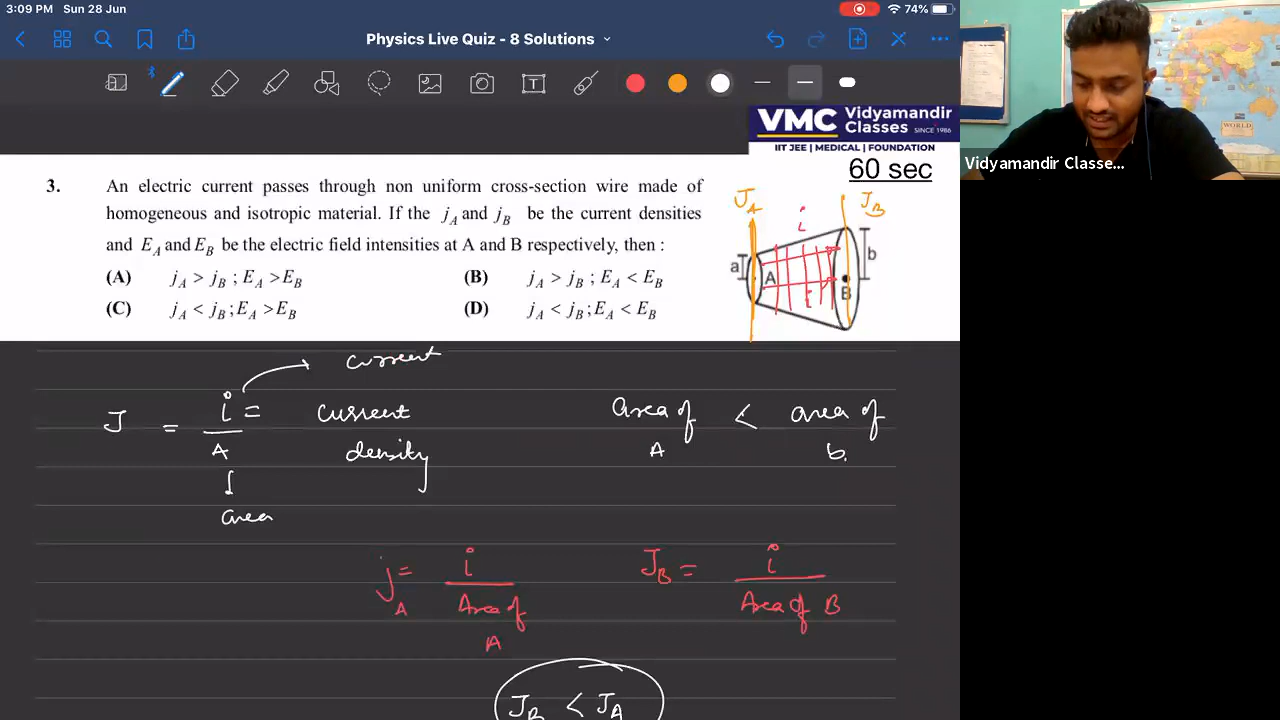 3:09 PM Sun 28 Jun
74%
Physics Live Quiz - 8 Solutions
VMC Vidyamandir Classes SINCE 1986
IIT JEE | MEDICAL | FOUNDATION
Vidyamandir Classe...
WORLD
60 sec
3. An electric current passes through non uniform cross-section wire made of
homogeneous and isotropic material. If the j_A and j_B be the current densities
and E_A and E_B be the electric field intensities at A and B respectively, then :
(A) j_A > j_B ; E_A > E_B (B) j_A > j_B ; E_A < E_B
(C) j_A < j_B ; E_A > E_B (D) j_A < j_B ; E_A < E_B
J_A i J_B
a A b
i B
current
J = i = current density
A
area
area of A < area of b.
j_A = i / Area of A
J_B = i / Area of B
J_B < J_A